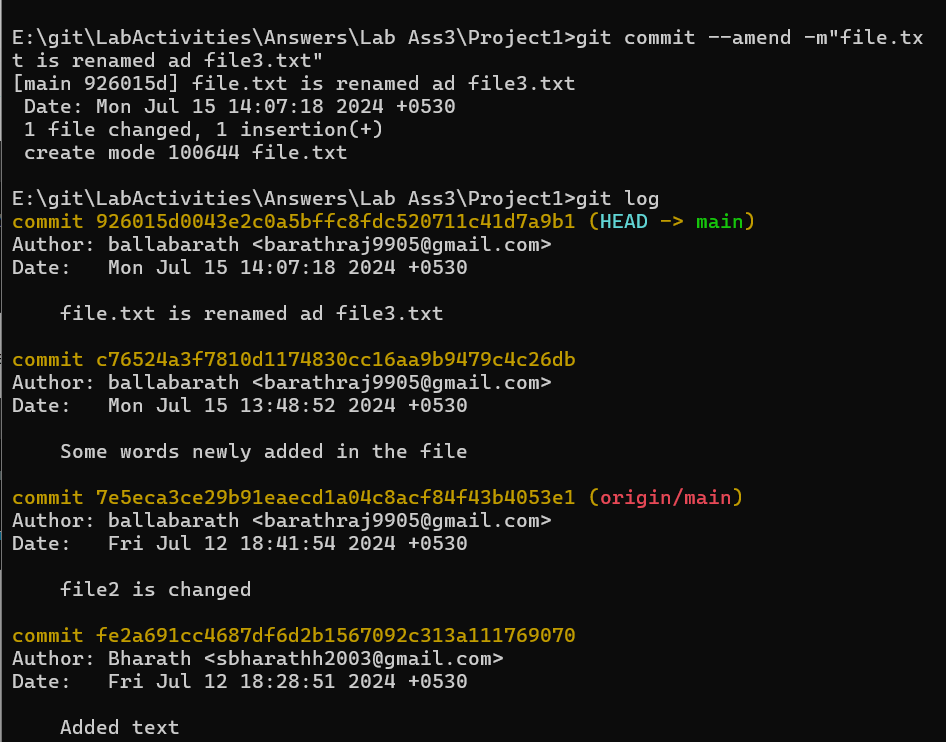 E:\git\LabActivities\Answers\Lab Ass3\Project1>git commit --amend -m"file.tx
t is renamed ad file3.txt"
[main 926015d] file.txt is renamed ad file3.txt
 Date: Mon Jul 15 14:07:18 2024 +0530
 1 file changed, 1 insertion(+)
 create mode 100644 file.txt

E:\git\LabActivities\Answers\Lab Ass3\Project1>git log
commit 926015d0043e2c0a5bffc8fdc520711c41d7a9b1 (HEAD -> main)
Author: ballabarath <barathraj9905@gmail.com>
Date:   Mon Jul 15 14:07:18 2024 +0530

    file.txt is renamed ad file3.txt

commit c76524a3f7810d1174830cc16aa9b9479c4c26db
Author: ballabarath <barathraj9905@gmail.com>
Date:   Mon Jul 15 13:48:52 2024 +0530

    Some words newly added in the file

commit 7e5eca3ce29b91eaecd1a04c8acf84f43b4053e1 (origin/main)
Author: ballabarath <barathraj9905@gmail.com>
Date:   Fri Jul 12 18:41:54 2024 +0530

    file2 is changed

commit fe2a691cc4687df6d2b1567092c313a111769070
Author: Bharath <sbharathh2003@gmail.com>
Date:   Fri Jul 12 18:28:51 2024 +0530

    Added text